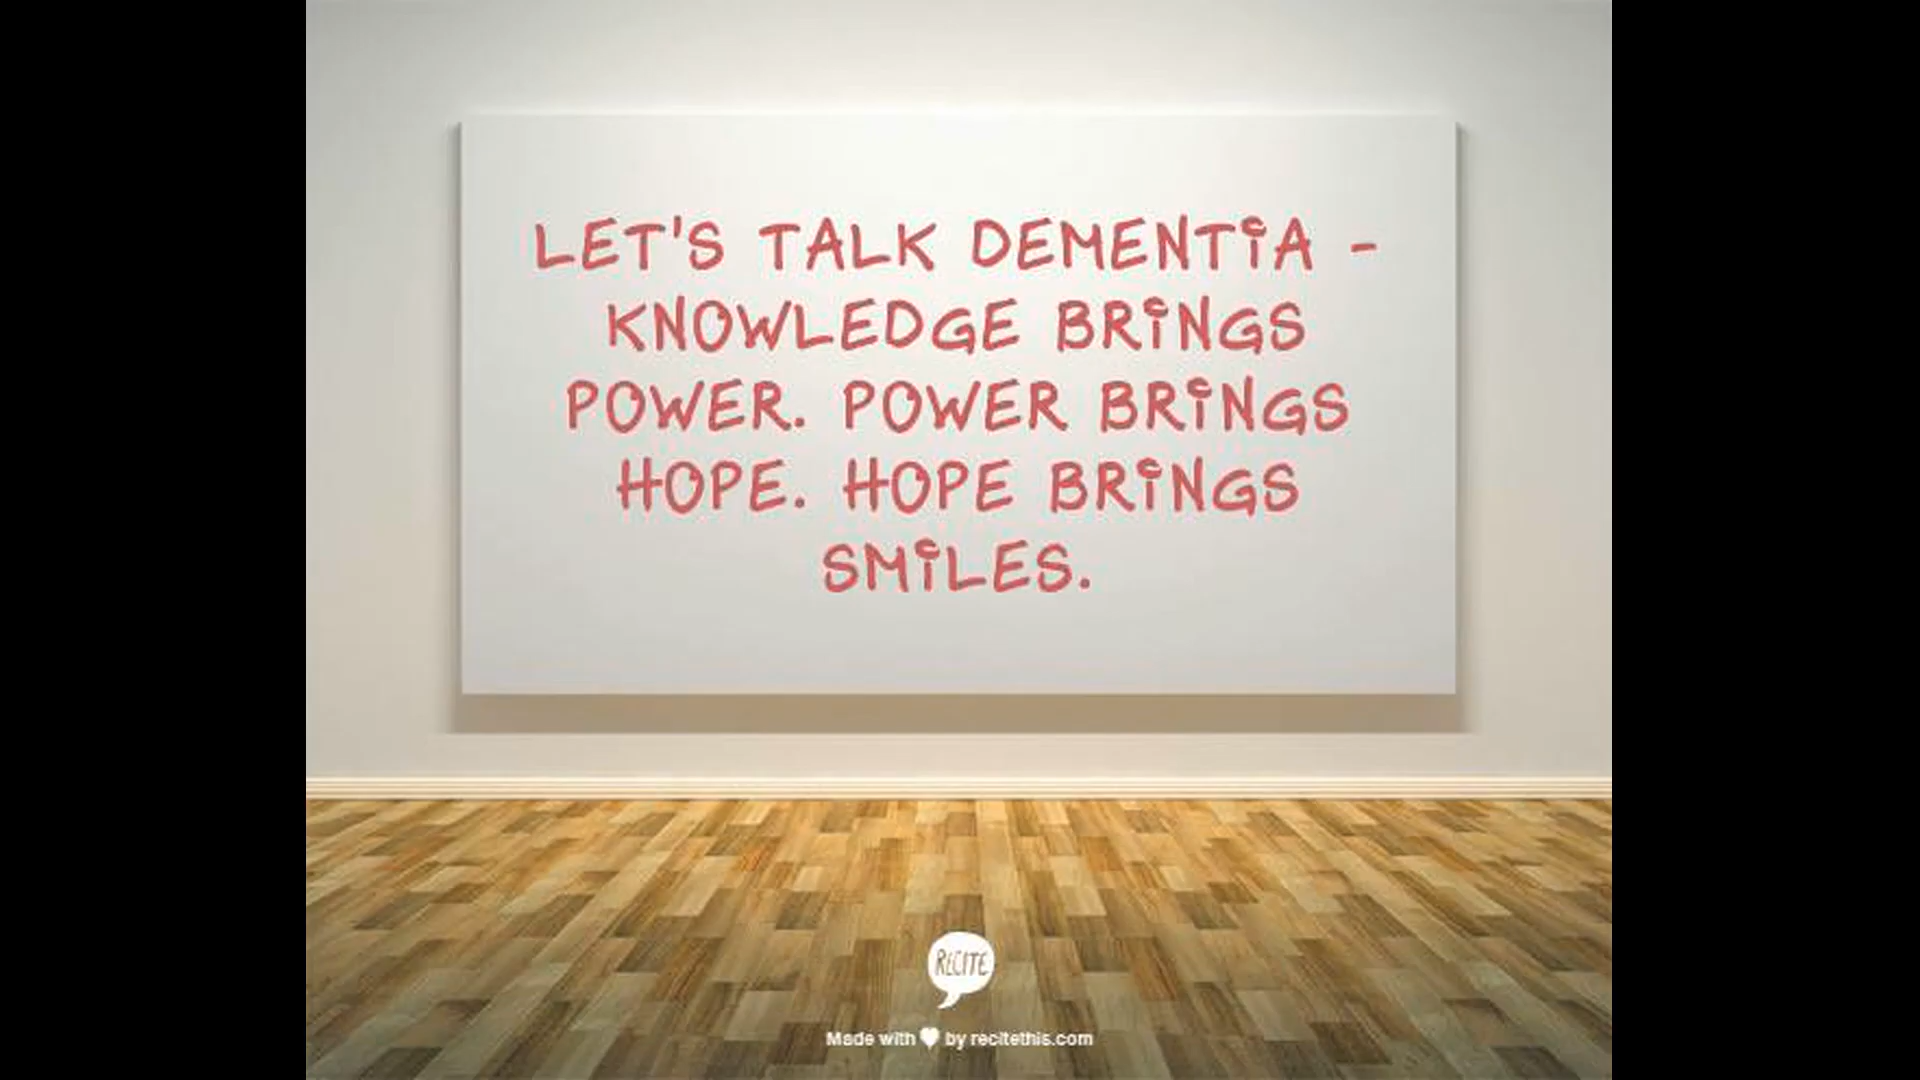 LET'S TALK DEMENTIA -
KNOWLEDGE BRINGS
POWER. POWER BRINGS
HOPE. HOPE BRINGS
SMILES.
RECITE
Made with ♥ by recitethis.com